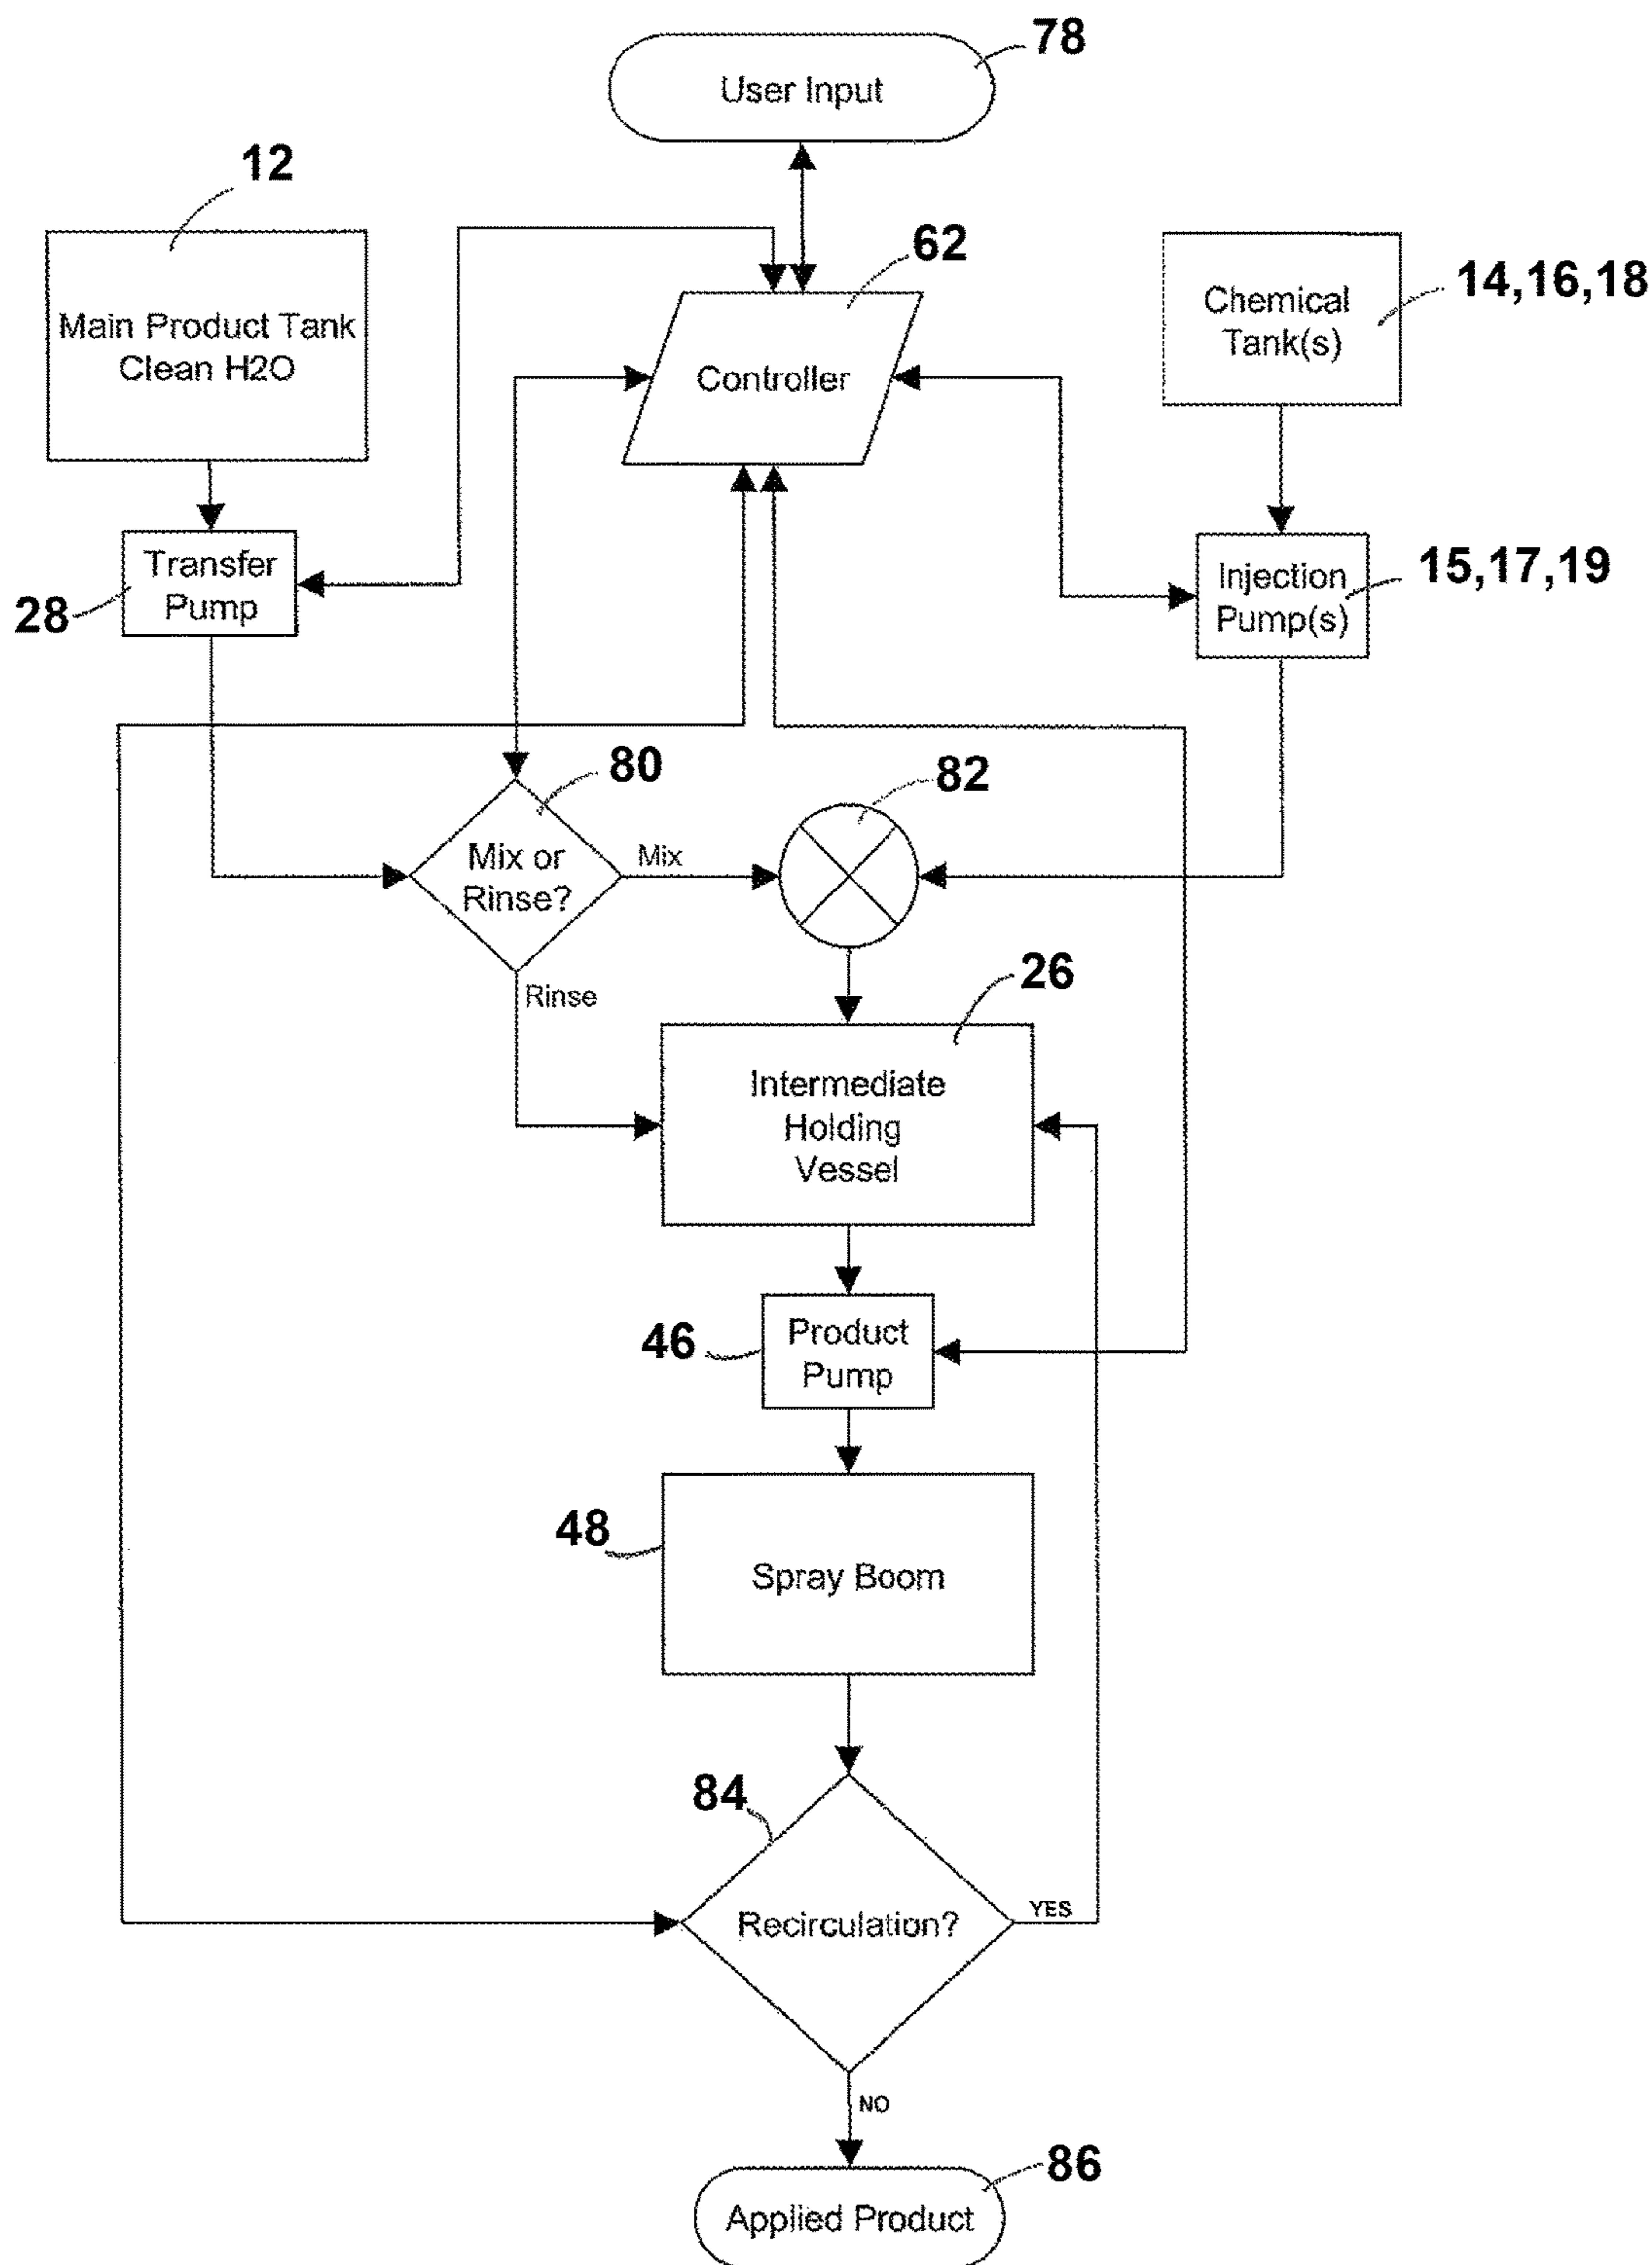 78
User Input
12
62
Main Product Tank
Clean H2O
Controller
Chemical
Tank(s)
14,16,18
Transfer
Pump
28
Injection
Pump(s)
15,17,19
80
82
Mix or
Rinse?
Mix
Rinse
26
Intermediate
Holding
Vessel
46
Product
Pump
48
Spray Boom
84
Recirculation?
YES
NO
86
Applied Product